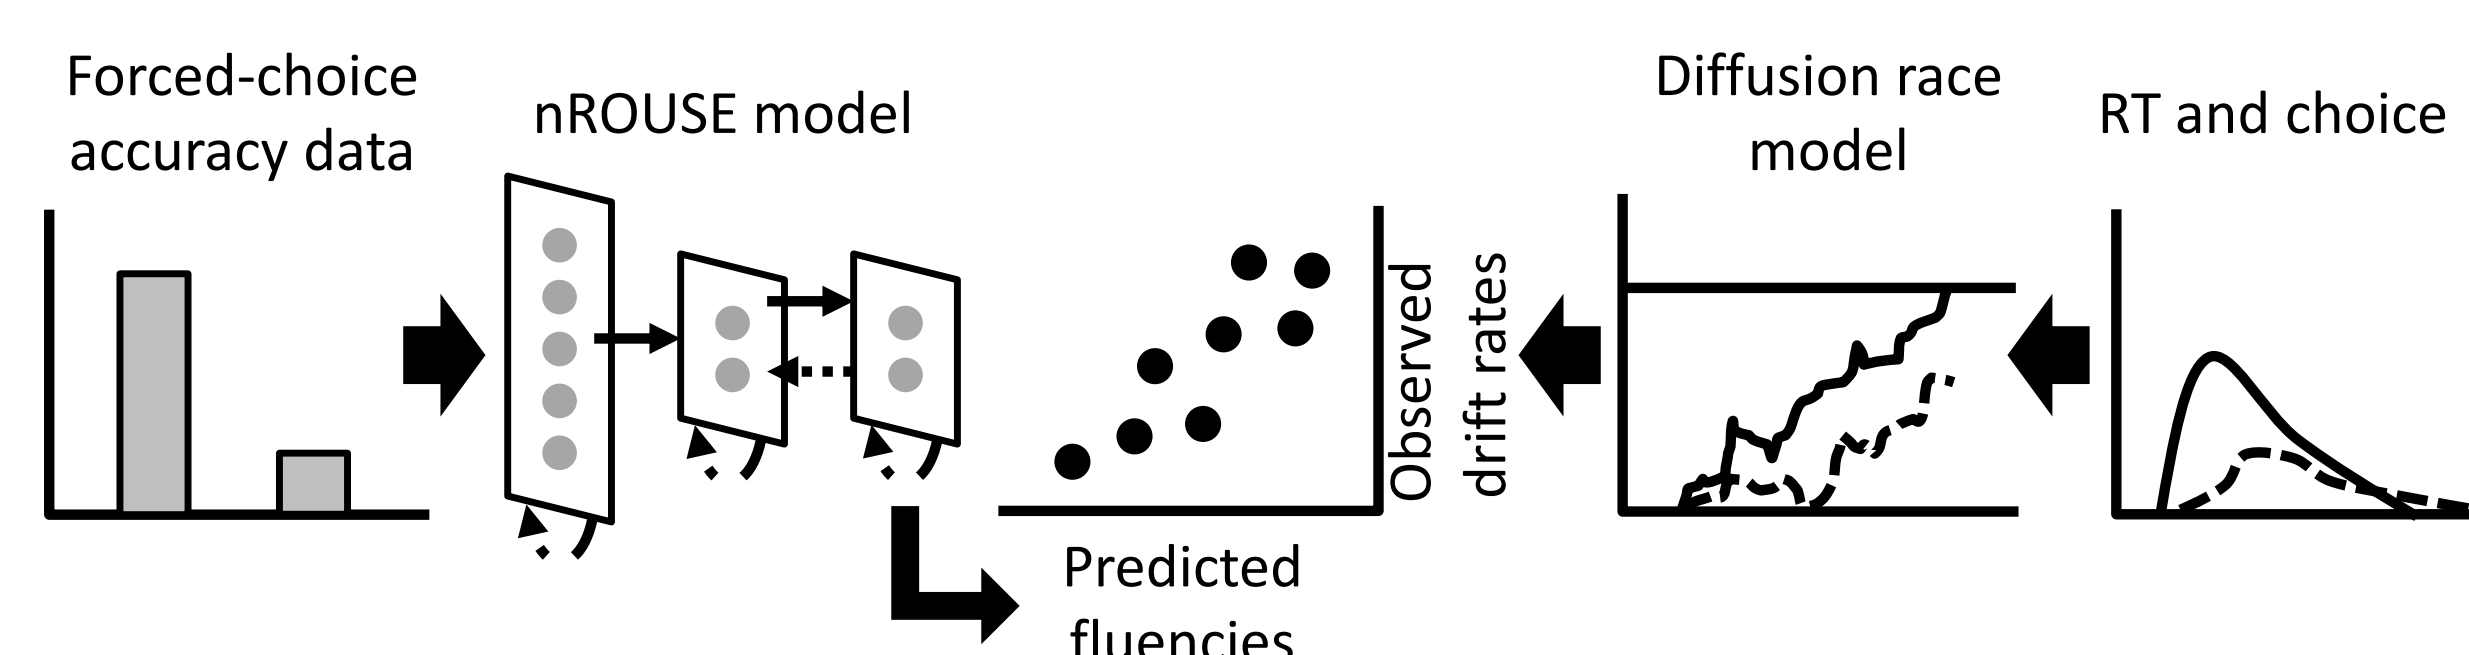 Forced-choice
accuracy data
nROUSE model
Predicted
fluencies
Observed
drift rates
Diffusion race
model
RT and choice